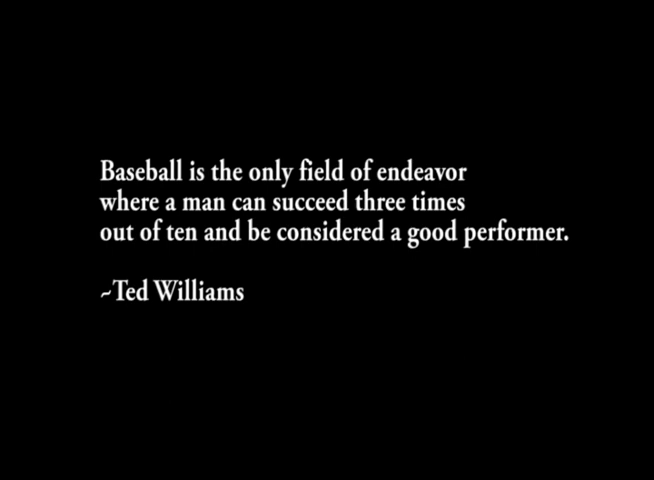 Baseball is the only field of endeavor
where a man can succeed three times
out of ten and be considered a good performer.
~Ted Williams